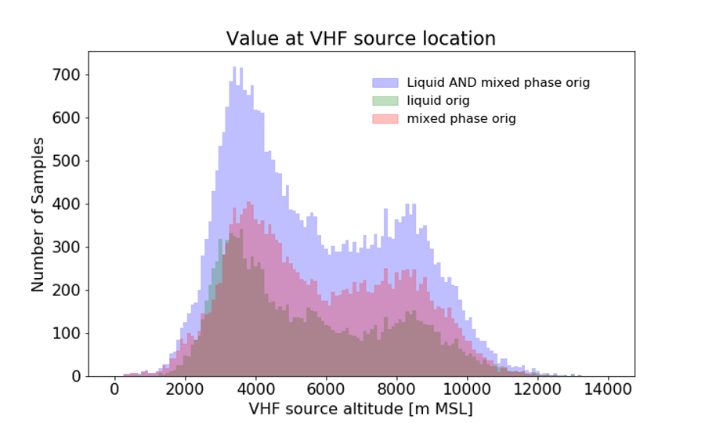 Value at VHF source location
Number of Samples
700
600
500
400
300
200
100
0
Liquid AND mixed phase orig
liquid orig
mixed phase orig
0 2000 4000 6000 8000 10000 12000 14000
VHF source altitude [m MSL]